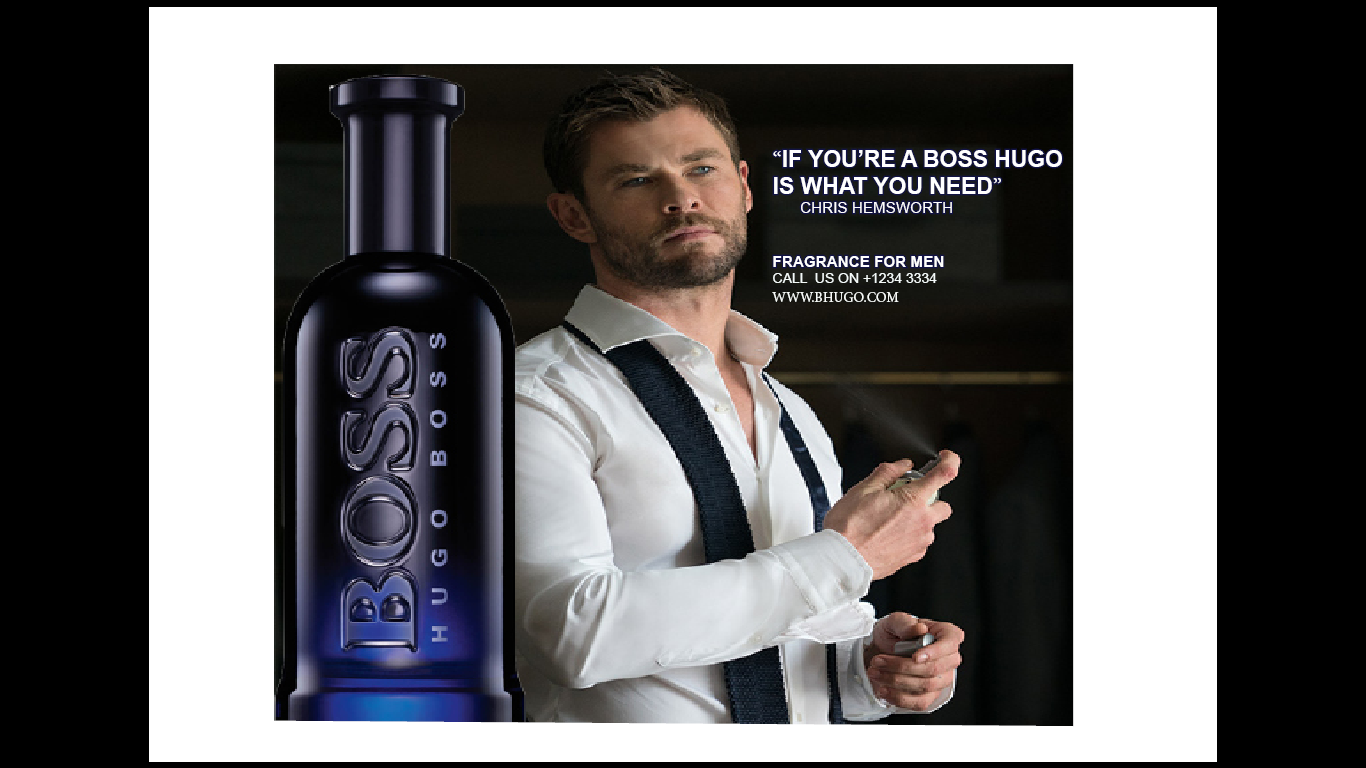 BOSS
HUGO BOSS
“IF YOU’RE A BOSS HUGO
IS WHAT YOU NEED”
CHRIS HEMSWORTH
FRAGRANCE FOR MEN
CALL  US ON +1234 3334
WWW.BHUGO.COM